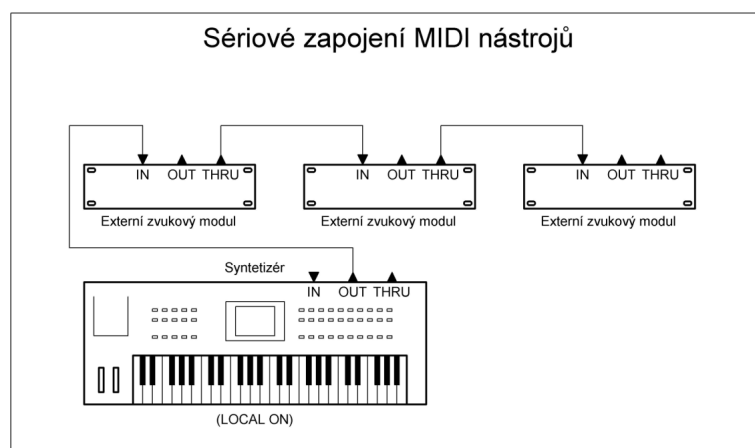 Sériové zapojení MIDI nástrojů
IN OUT THRU IN OUT THRU IN OUT THRU
Externí zvukový modul Externí zvukový modul Externí zvukový modul
Syntetizér
IN OUT THRU
(LOCAL ON)